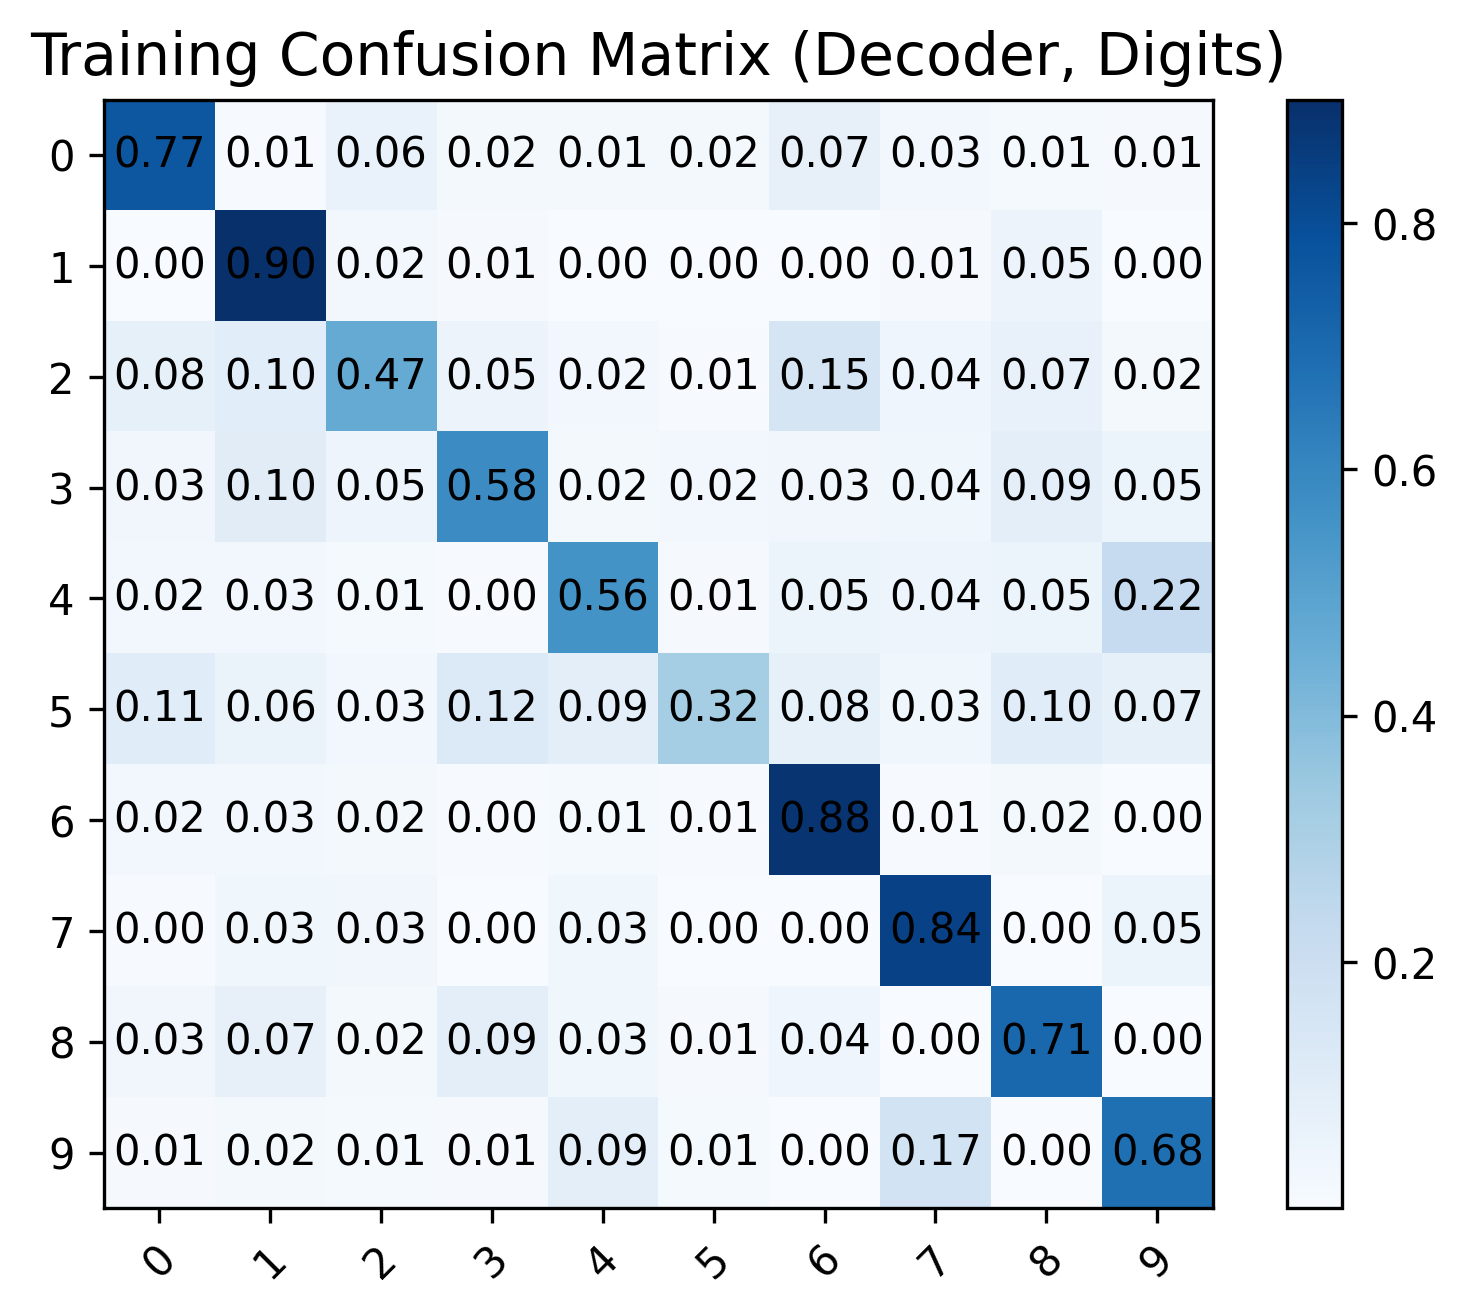 Training Confusion Matrix (Decoder, Digits)
0 0.77 0.01 0.06 0.02 0.01 0.02 0.07 0.03 0.01 0.01
1 0.00 0.90 0.02 0.01 0.00 0.00 0.00 0.01 0.05 0.00
2 0.08 0.10 0.47 0.05 0.02 0.01 0.15 0.04 0.07 0.02
3 0.03 0.10 0.05 0.58 0.02 0.02 0.03 0.04 0.09 0.05
4 0.02 0.03 0.01 0.00 0.56 0.01 0.05 0.04 0.05 0.22
5 0.11 0.06 0.03 0.12 0.09 0.32 0.08 0.03 0.10 0.07
6 0.02 0.03 0.02 0.00 0.01 0.01 0.88 0.01 0.02 0.00
7 0.00 0.03 0.03 0.00 0.03 0.00 0.00 0.84 0.00 0.05
8 0.03 0.07 0.02 0.09 0.03 0.01 0.04 0.00 0.71 0.00
9 0.01 0.02 0.01 0.01 0.09 0.01 0.00 0.17 0.00 0.68
0 1 2 3 4 5 6 7 8 9
0.8
0.6
0.4
0.2